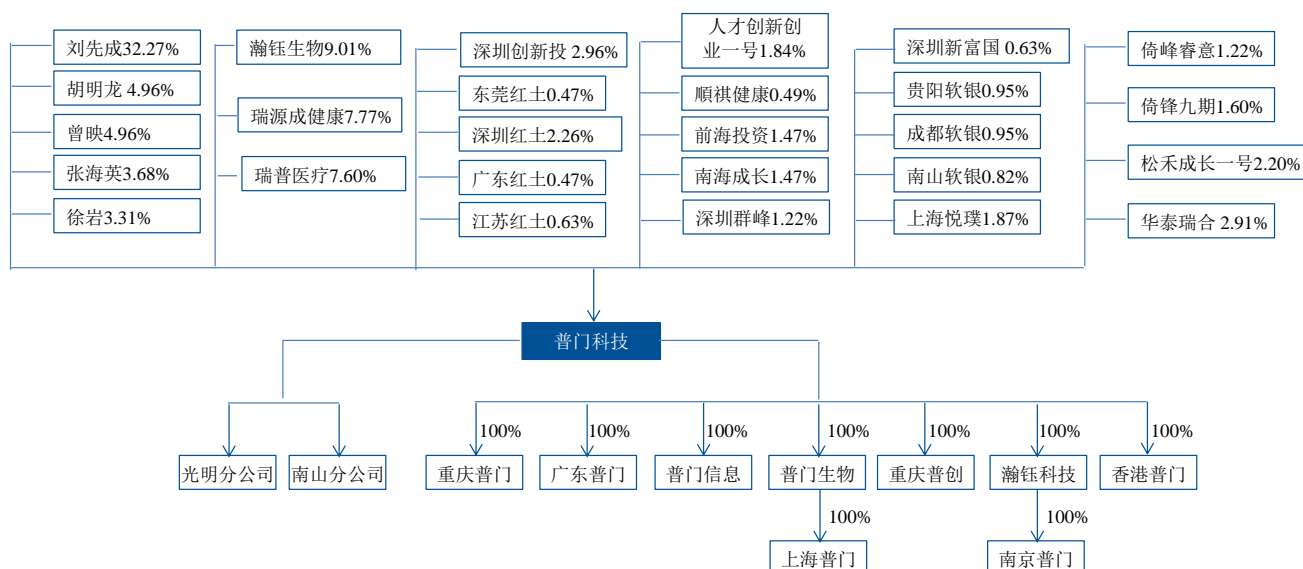 刘先成32.27%
胡明龙 4.96%
曾映4.96%
张海英3.68%
徐岩3.31%
瀚钰生物9.01%
瑞源成健康7.77%
瑞普医疗7.60%
深圳创新投 2.96%
东莞红土0.47%
深圳红土2.26%
广东红土0.47%
江苏红土0.63%
人才创新创
业一号1.84%
顺祺健康0.49%
前海投资1.47%
南海成长1.47%
深圳群峰1.22%
深圳新富国 0.63%
贵阳软银0.95%
成都软银0.95%
南山软银0.82%
上海悦璞1.87%
倚峰睿意1.22%
倚锋九期1.60%
松禾成长一号2.20%
华泰瑞合 2.91%
普门科技
光明分公司
南山分公司
100%
100%
100%
100%
100%
100%
100%
重庆普门
广东普门
普门信息
普门生物
重庆普创
瀚钰科技
香港普门
100%
100%
上海普门
南京普门